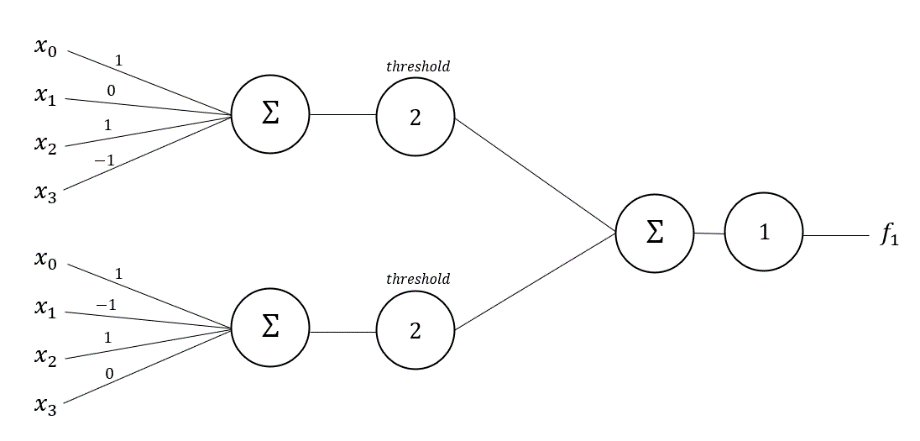 x₀ 1
x₁ 0
x₂ 1
x₃ −1
Σ
threshold
2
x₀ 1
x₁ −1
x₂ 1
x₃ 0
Σ
threshold
2
Σ
1
f₁